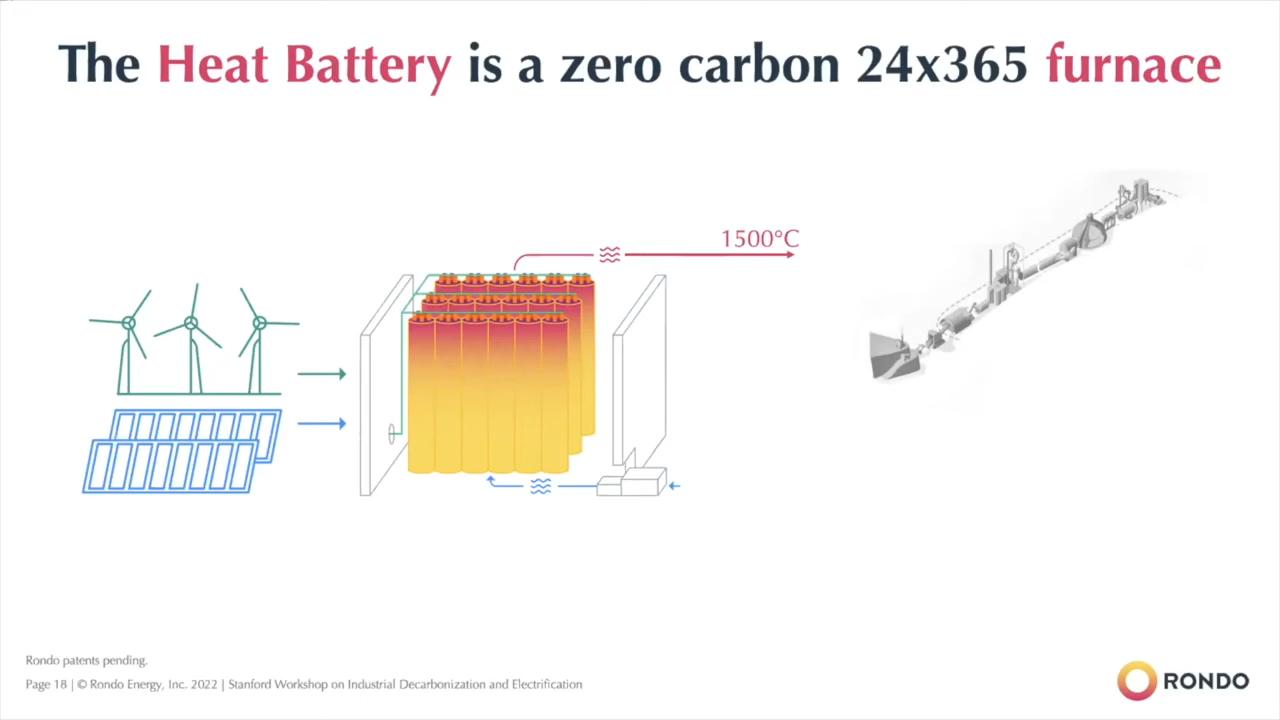 The Heat Battery is a zero carbon 24x365 furnace
1500°C
Rondo patents pending.
Page 18 | © Rondo Energy, Inc. 2022 | Stanford Workshop on Industrial Decarbonization and Electrification
RONDO